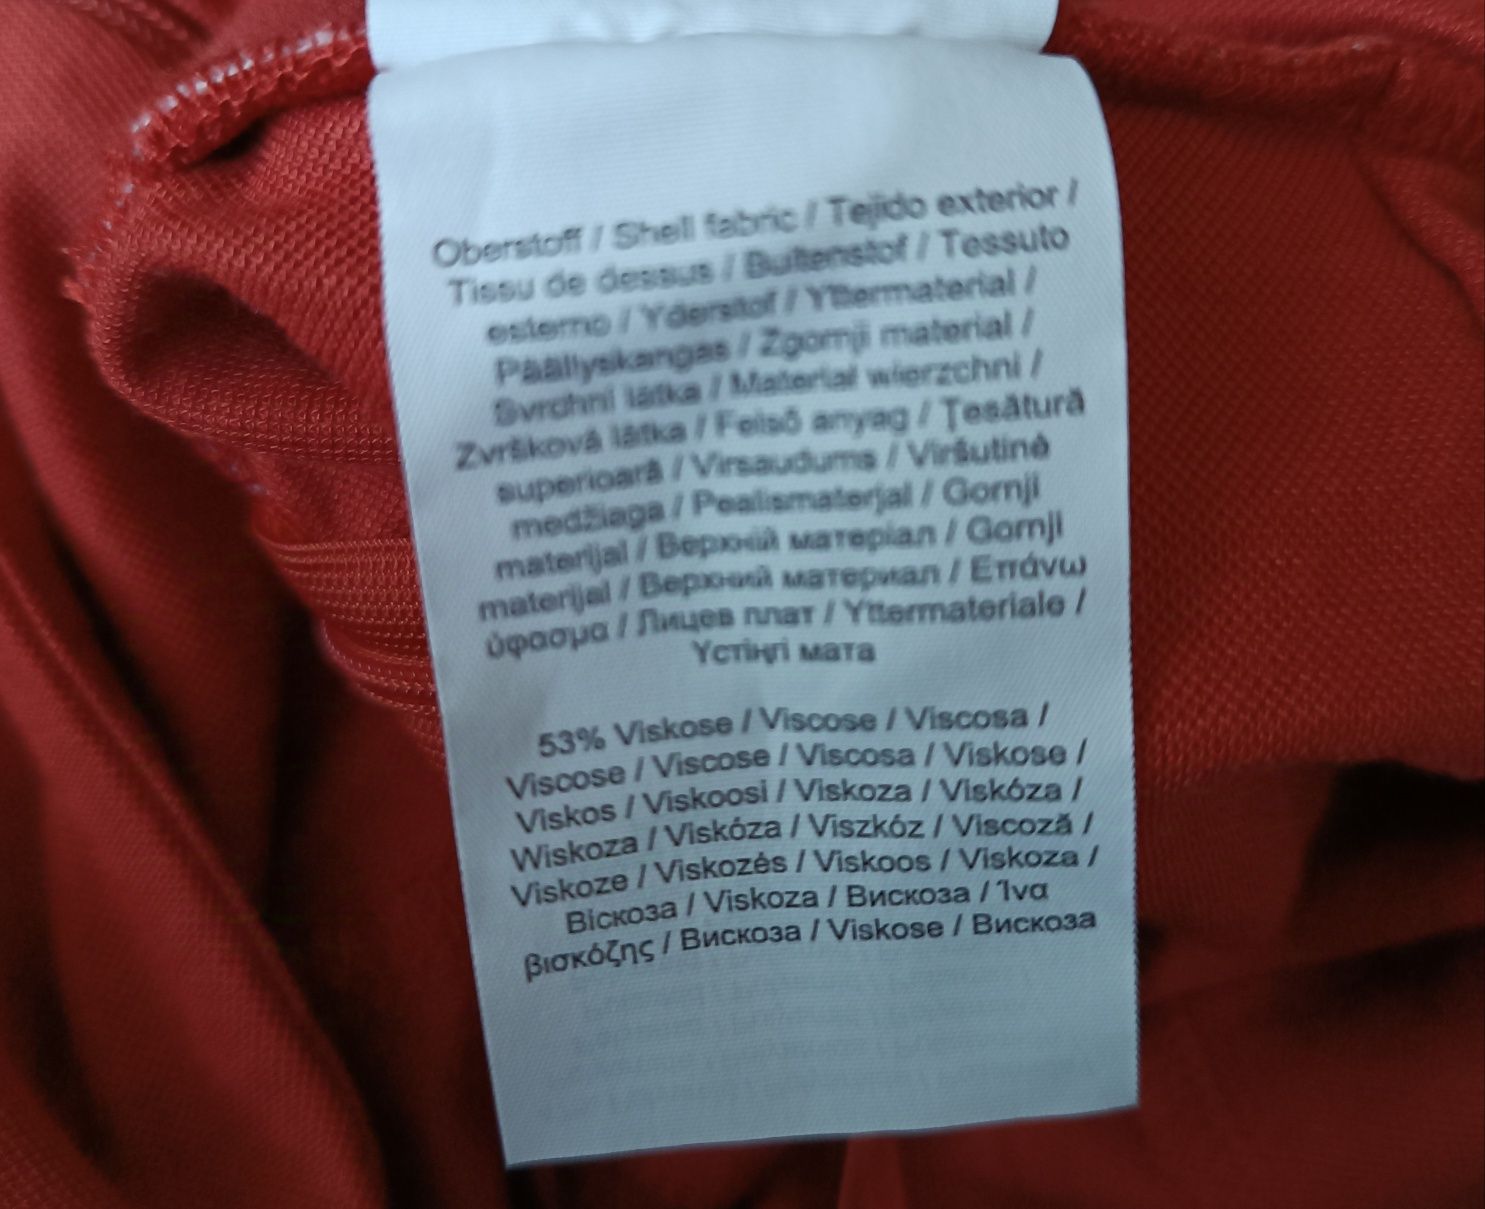 Oberstoff / Shell fabric / Tejido exterior /
Tissu de dessus / Buitenstof / Tessuto
esterno / Yderstof / Yttermaterial /
Päällyskangas / Zgornji material /
Svrchní látka / Materiał wierzchni /
Zvršková látka / Felső anyag / Ţesătură
superioară / Virsaudums / Viršutinė
medžiaga / Pealismaterjal / Gornji
materijal / Верхній матеріал / Gornji
materijal / Верхний материал / Επάνω
ύφασμα / Лицев плат / Yttermateriale /
Үстіңгі мата
53% Viskose / Viscose / Viscosa /
Viscose / Viscose / Viscosa / Viskose /
Viskos / Viskoosi / Viskoza / Viskóza /
Wiskoza / Viskóza / Viszkóz / Viscoză /
Viskoze / Viskozės / Viskoos / Viskoza /
Віскоза / Viskoza / Вискоза / Ίνα
βισκόζης / Вискоза / Viskose / Вискоза